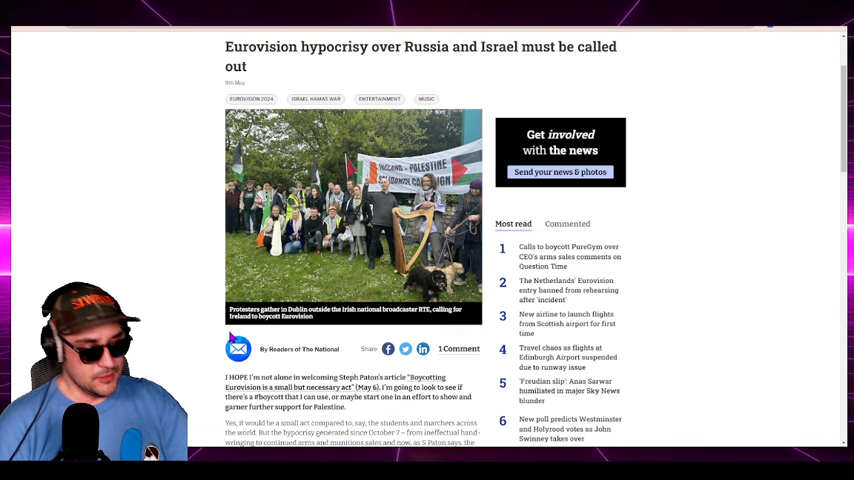 Eurovision hypocrisy over Russia and Israel must be called
out
EUROVISION 2024
ISRAEL HAMAS WAR
ENTERTAINMENT
MUSIC
Get involved
with the news
Send your news & photos
Protesters gather in Dublin outside the Irish national broadcaster RTE, calling for
Ireland to boycott Eurovision
By Readers of The National
Share
1 Comment
I HOPE I'm not alone in welcoming Steph Paton's article "Boycotting
Eurovision is a small but necessary act" (May 6). I'm going to look to see if
there's a #boycott that I can use, or maybe start one in an effort to show and
garner further support for Palestine.
Yes, it would be a small act compared to, say, the students and marchers across
the world. But the hypocrisy generated since October 7 – from ineffectual hand-
wringing to continued arms and munitions sales and now, as S Paton says, the
Most read
Commented
1 Calls to boycott PureGym over
CEO's arms sales comments on
Question Time
2 The Netherlands' Eurovision
entry banned from rehearsing
after 'incident'
3 New airline to launch flights
from Scottish airport for first
time
4 Travel chaos as flights at
Edinburgh Airport suspended
due to runway issue
5 'Freudian slip': Anas Sarwar
humiliated in major Sky News
blunder
6 New poll predicts Westminster
and Holyrood votes as John
Swinney takes over